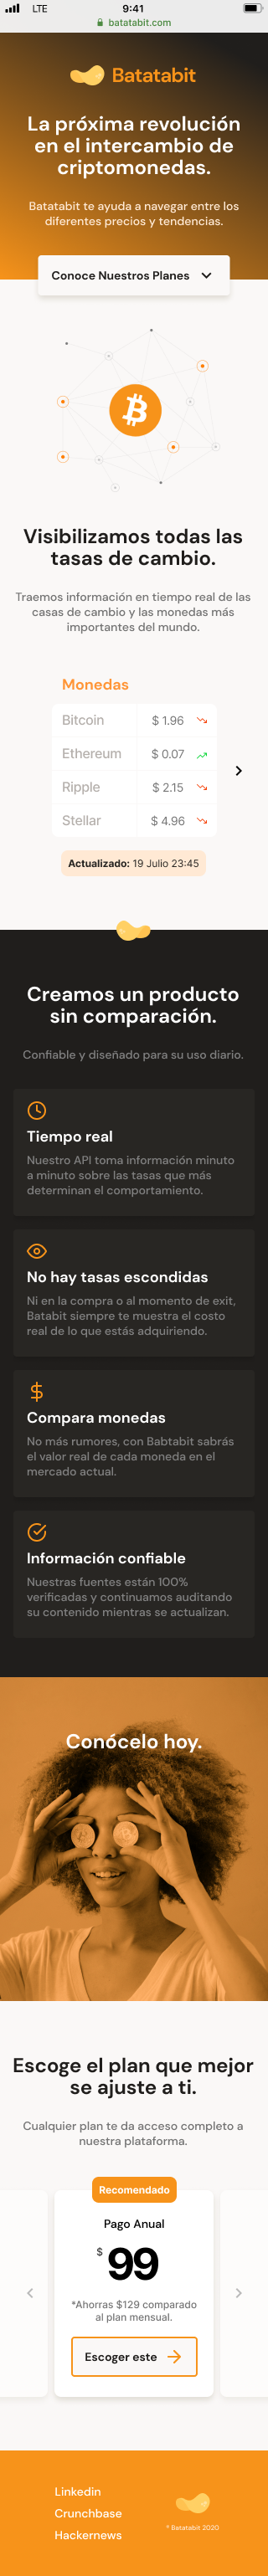 LTE
9:41
batatabit.com
Batatabit
La próxima revolución
en el intercambio de
criptomonedas.
Batatabit te ayuda a navegar entre los
diferentes precios y tendencias.
Conoce Nuestros Planes
Visibilizamos todas las
tasas de cambio.
Traemos información en tiempo real de las
casas de cambio y las monedas más
importantes del mundo.
Monedas
Bitcoin $ 1.96
Ethereum $ 0.07
Ripple $ 2.15
Stellar $ 4.96
Actualizado: 19 Julio 23:45
Creamos un producto
sin comparación.
Confiable y diseñado para su uso diario.
Tiempo real
Nuestro API toma información minuto
a minuto sobre las tasas que más
determinan el comportamiento.
No hay tasas escondidas
Ni en la compra o al momento de exit,
Batabit siempre te muestra el costo
real de lo que estás adquiriendo.
Compara monedas
No más rumores, con Babtabit sabrás
el valor real de cada moneda en el
mercado actual.
Información confiable
Nuestras fuentes están 100%
verificadas y continuamos auditando
su contenido mientras se actualizan.
Conócelo hoy.
Escoge el plan que mejor
se ajuste a ti.
Cualquier plan te da acceso completo a
nuestra plataforma.
Recomendado
Pago Anual
$ 99
*Ahorras $129 comparado
al plan mensual.
Escoger este
Linkedin
Crunchbase
Hackernews
© Batatabit 2020